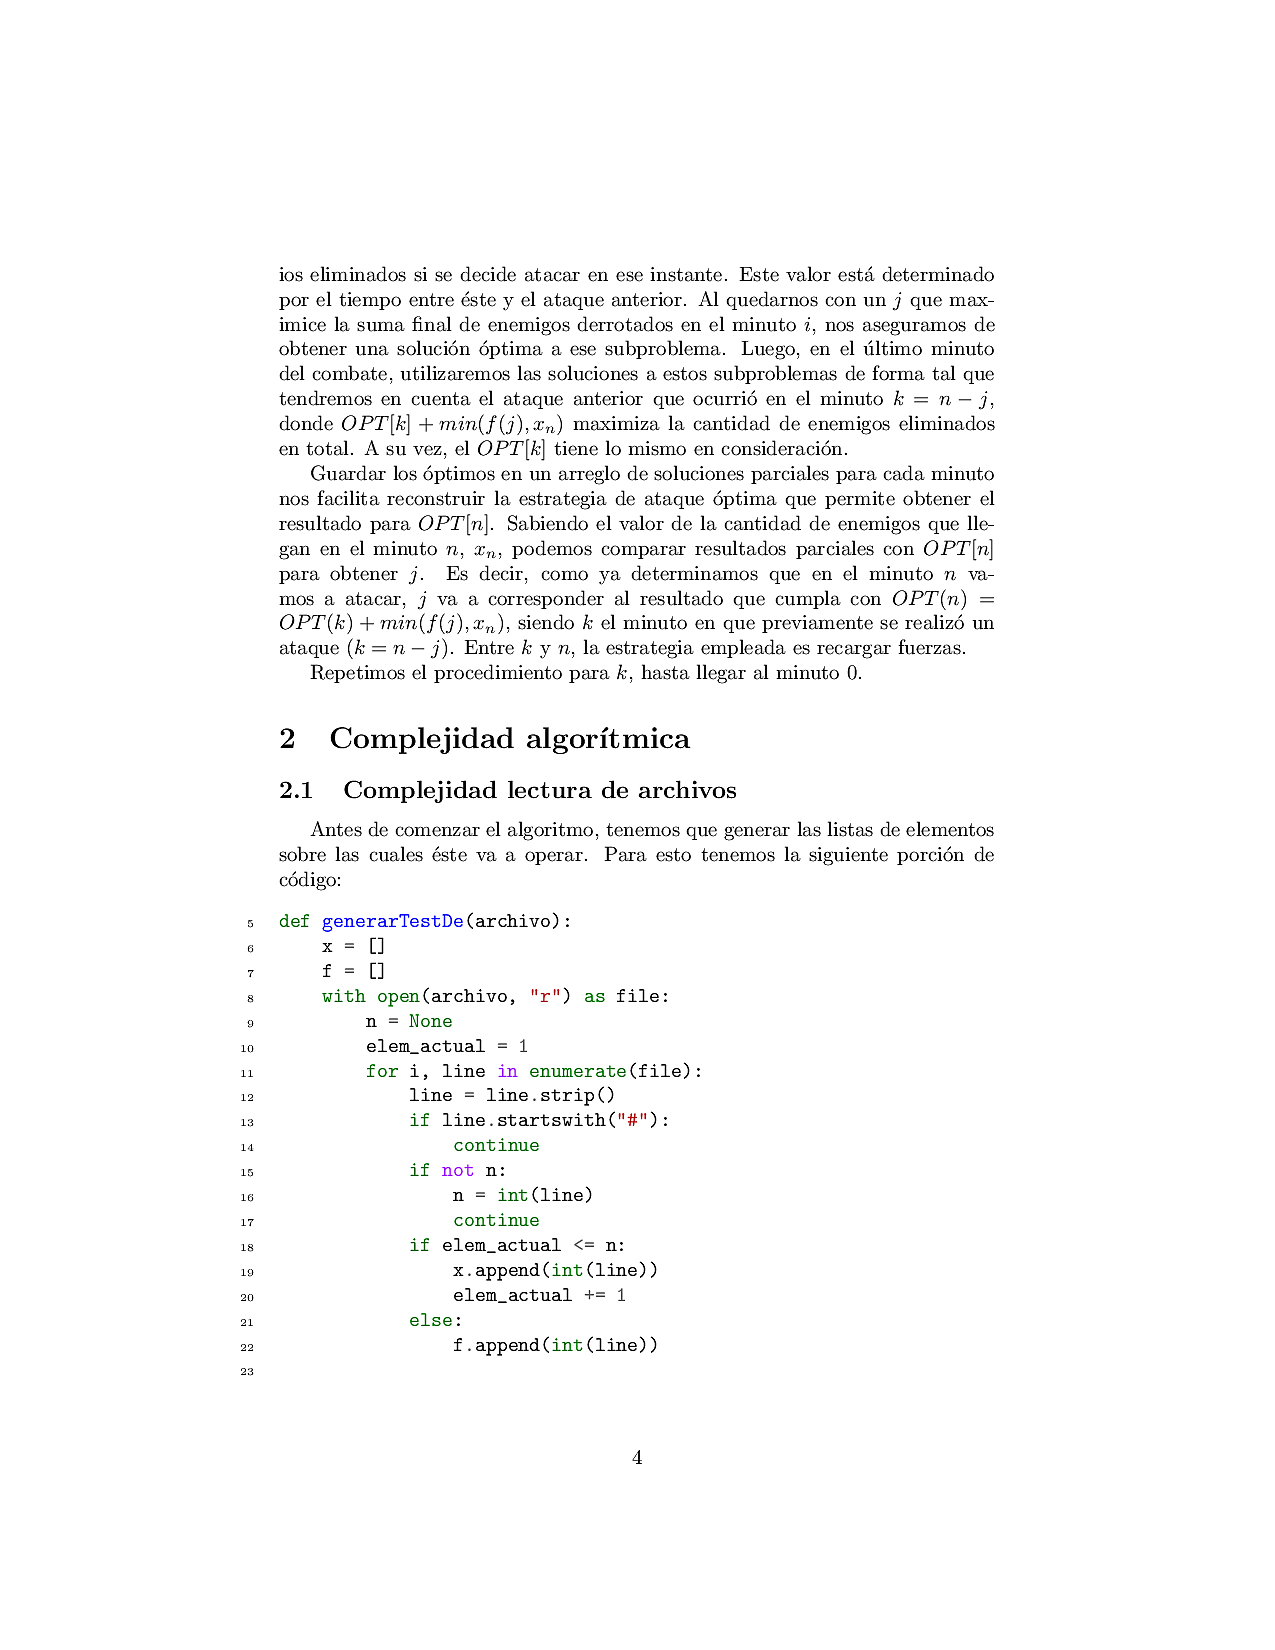 ios eliminados si se decide atacar en ese instante. Este valor está determinado
por el tiempo entre éste y el ataque anterior. Al quedarnos con un j que max-
imice la suma final de enemigos derrotados en el minuto i, nos aseguramos de
obtener una solución óptima a ese subproblema. Luego, en el último minuto
del combate, utilizaremos las soluciones a estos subproblemas de forma tal que
tendremos en cuenta el ataque anterior que ocurrió en el minuto k = n − j,
donde OPT[k] + min(f(j), xₙ) maximiza la cantidad de enemigos eliminados
en total. A su vez, el OPT[k] tiene lo mismo en consideración.
Guardar los óptimos en un arreglo de soluciones parciales para cada minuto
nos facilita reconstruir la estrategia de ataque óptima que permite obtener el
resultado para OPT[n]. Sabiendo el valor de la cantidad de enemigos que lle-
gan en el minuto n, xₙ, podemos comparar resultados parciales con OPT[n]
para obtener j. Es decir, como ya determinamos que en el minuto n va-
mos a atacar, j va a corresponder al resultado que cumpla con OPT(n) =
OPT(k) + min(f(j), xₙ), siendo k el minuto en que previamente se realizó un
ataque (k = n − j). Entre k y n, la estrategia empleada es recargar fuerzas.
Repetimos el procedimiento para k, hasta llegar al minuto 0.
2 Complejidad algorítmica
2.1 Complejidad lectura de archivos
Antes de comenzar el algoritmo, tenemos que generar las listas de elementos
sobre las cuales éste va a operar. Para esto tenemos la siguiente porción de
código:
5 def generarTestDe(archivo):
6     x = []
7     f = []
8     with open(archivo, "r") as file:
9         n = None
10         elem_actual = 1
11         for i, line in enumerate(file):
12             line = line.strip()
13             if line.startswith("#"):
14                 continue
15             if not n:
16                 n = int(line)
17                 continue
18             if elem_actual <= n:
19                 x.append(int(line))
20                 elem_actual += 1
21             else:
22                 f.append(int(line))
23
4